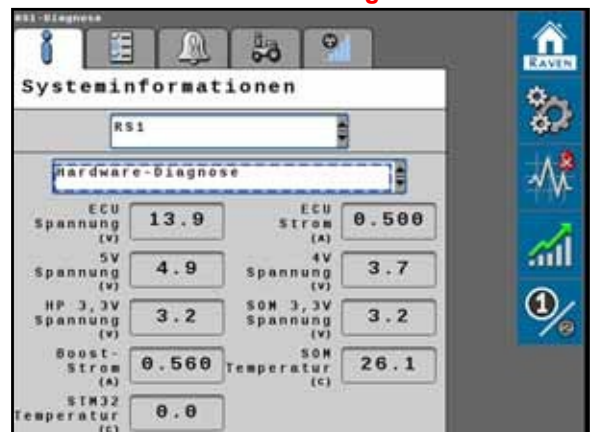 RS1-Diagnose
Systeminformationen
RS1
Hardware-Diagnose
ECU Spannung (V) 13.9
ECU Strom (A) 0.500
5V Spannung (V) 4.9
4V Spannung (V) 3.7
HP 3,3V Spannung (V) 3.2
SOM 3,3V Spannung (V) 3.2
Boost-Strom (A) 0.560
SOM Temperatur (C) 26.1
STM32 Temperatur (C) 0.0
RAVEN
1/2